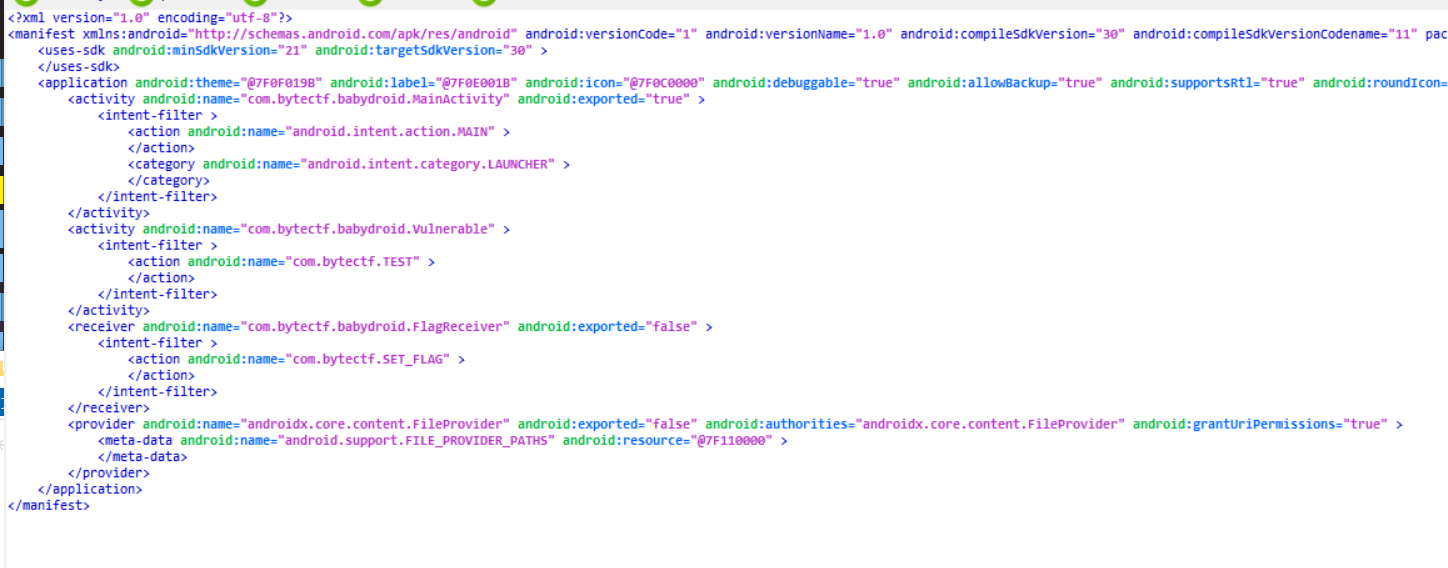 <?xml version="1.0" encoding="utf-8"?>
<manifest xmlns:android="http://schemas.android.com/apk/res/android" android:versionCode="1" android:versionName="1.0" android:compileSdkVersion="30" android:compileSdkVersionCodename="11" pac
<uses-sdk android:minSdkVersion="21" android:targetSdkVersion="30" >
</uses-sdk>
<application android:theme="@7F0F019B" android:label="@7F0E001B" android:icon="@7F0C0000" android:debuggable="true" android:allowBackup="true" android:supportsRtl="true" android:roundIcon=
<activity android:name="com.bytectf.babydroid.MainActivity" android:exported="true" >
<intent-filter >
<action android:name="android.intent.action.MAIN" >
</action>
<category android:name="android.intent.category.LAUNCHER" >
</category>
</intent-filter>
</activity>
<activity android:name="com.bytectf.babydroid.Vulnerable" >
<intent-filter >
<action android:name="com.bytectf.TEST" >
</action>
</intent-filter>
</activity>
<receiver android:name="com.bytectf.babydroid.FlagReceiver" android:exported="false" >
<intent-filter >
<action android:name="com.bytectf.SET_FLAG" >
</action>
</intent-filter>
</receiver>
<provider android:name="androidx.core.content.FileProvider" android:exported="false" android:authorities="androidx.core.content.FileProvider" android:grantUriPermissions="true" >
<meta-data android:name="android.support.FILE_PROVIDER_PATHS" android:resource="@7F110000" >
</meta-data>
</provider>
</application>
</manifest>